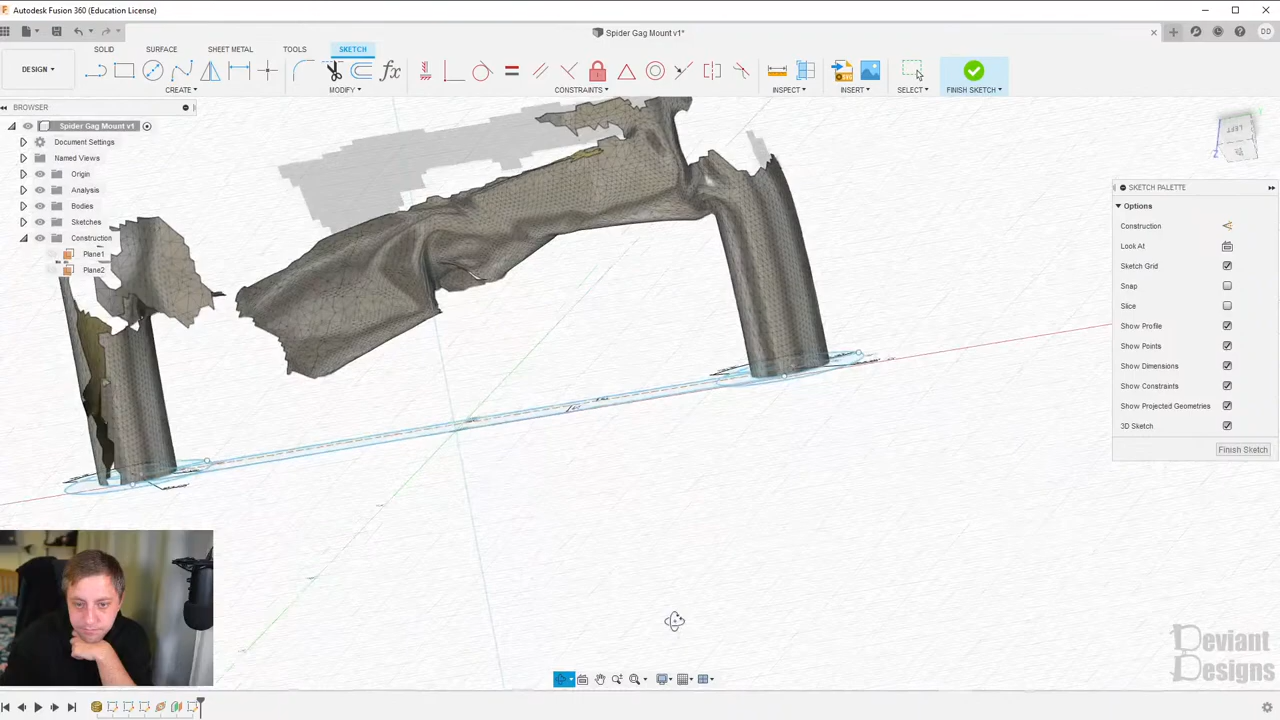 Autodesk Fusion 360 (Education License)
Spider Gag Mount v1*
DD
SOLID
SURFACE
SHEET METAL
TOOLS
SKETCH
DESIGN
fx
CREATE
MODIFY
CONSTRAINTS
INSPECT
INSERT
SELECT
FINISH SKETCH
BROWSER
Spider Gag Mount v1
Document Settings
Named Views
Origin
Analysis
Bodies
Sketches
Construction
Plane1
Plane2
LEFT
Z
SKETCH PALETTE
Options
Construction
Look At
Sketch Grid
Snap
Slice
Show Profile
Show Points
Show Dimensions
Show Constraints
Show Projected Geometries
3D Sketch
Finish Sketch
Deviant
Designs